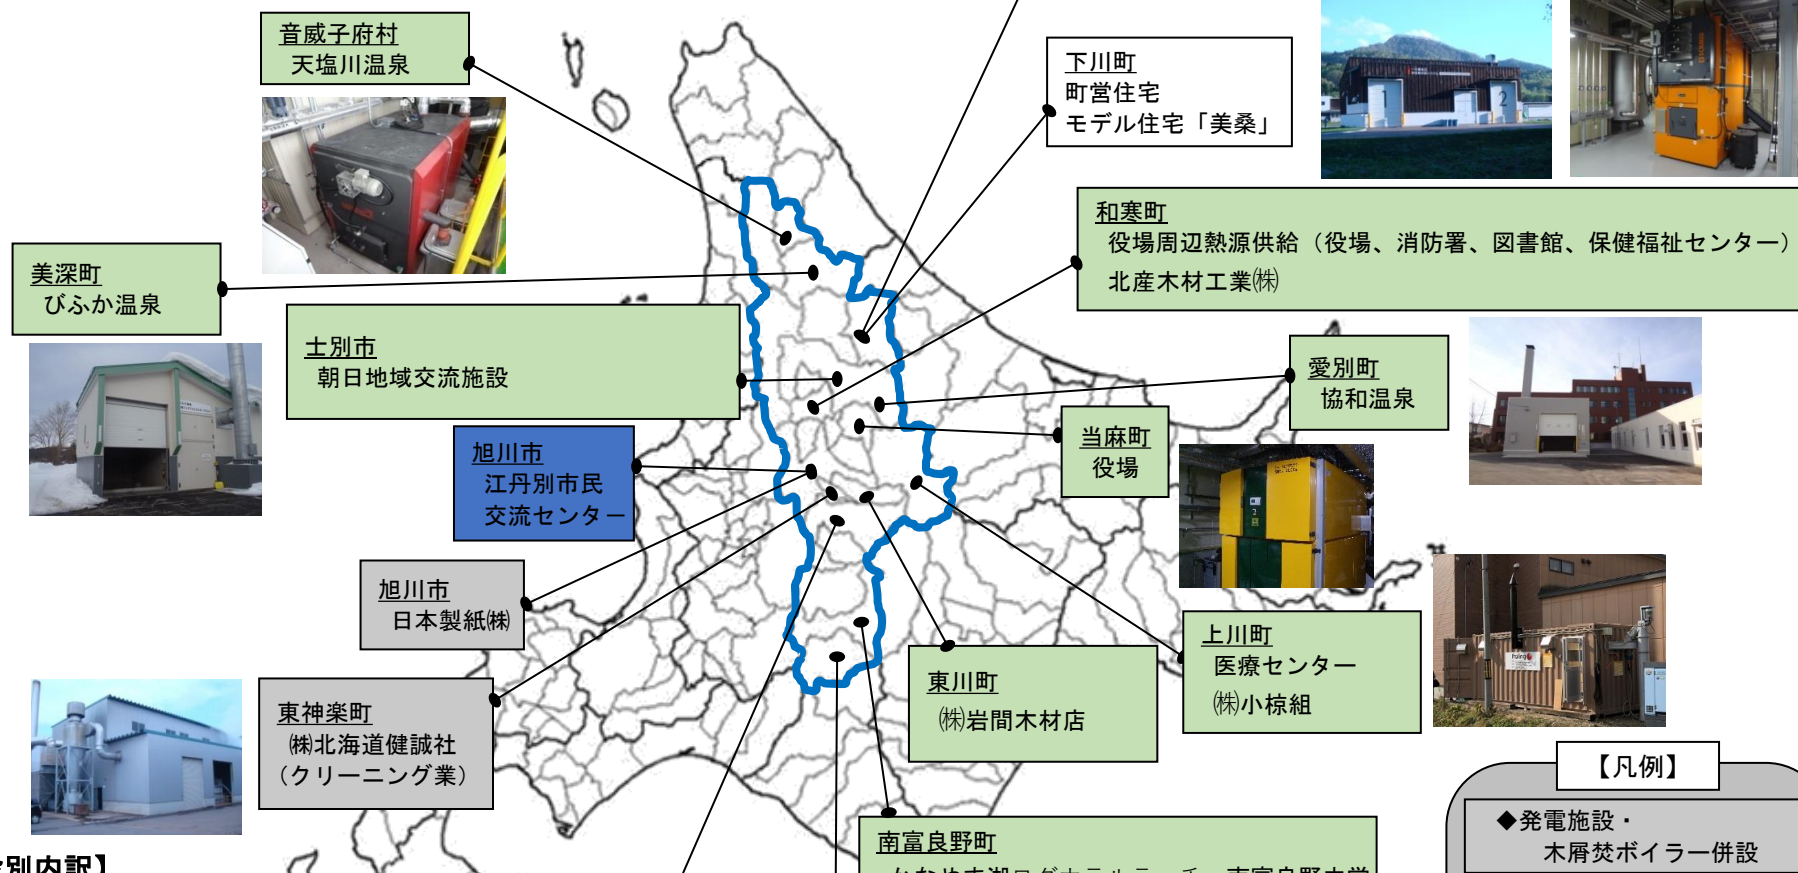 音威子府村
天塩川温泉
下川町
町営住宅
モデル住宅「美桑」
和寒町
役場周辺熱源供給（役場、消防署、図書館、保健福祉センター）
北産木材工業㈱
美深町
びふか温泉
士別市
朝日地域交流施設
愛別町
協和温泉
当麻町
役場
旭川市
江丹別市民
交流センター
旭川市
日本製紙㈱
上川町
医療センター
㈱小椋組
東川町
㈱岩間木材店
東神楽町
㈱北海道健誠社
（クリーニング業）
【凡例】
◆発電施設・
木屑焚ボイラー併設
南富良野町
別内訳】